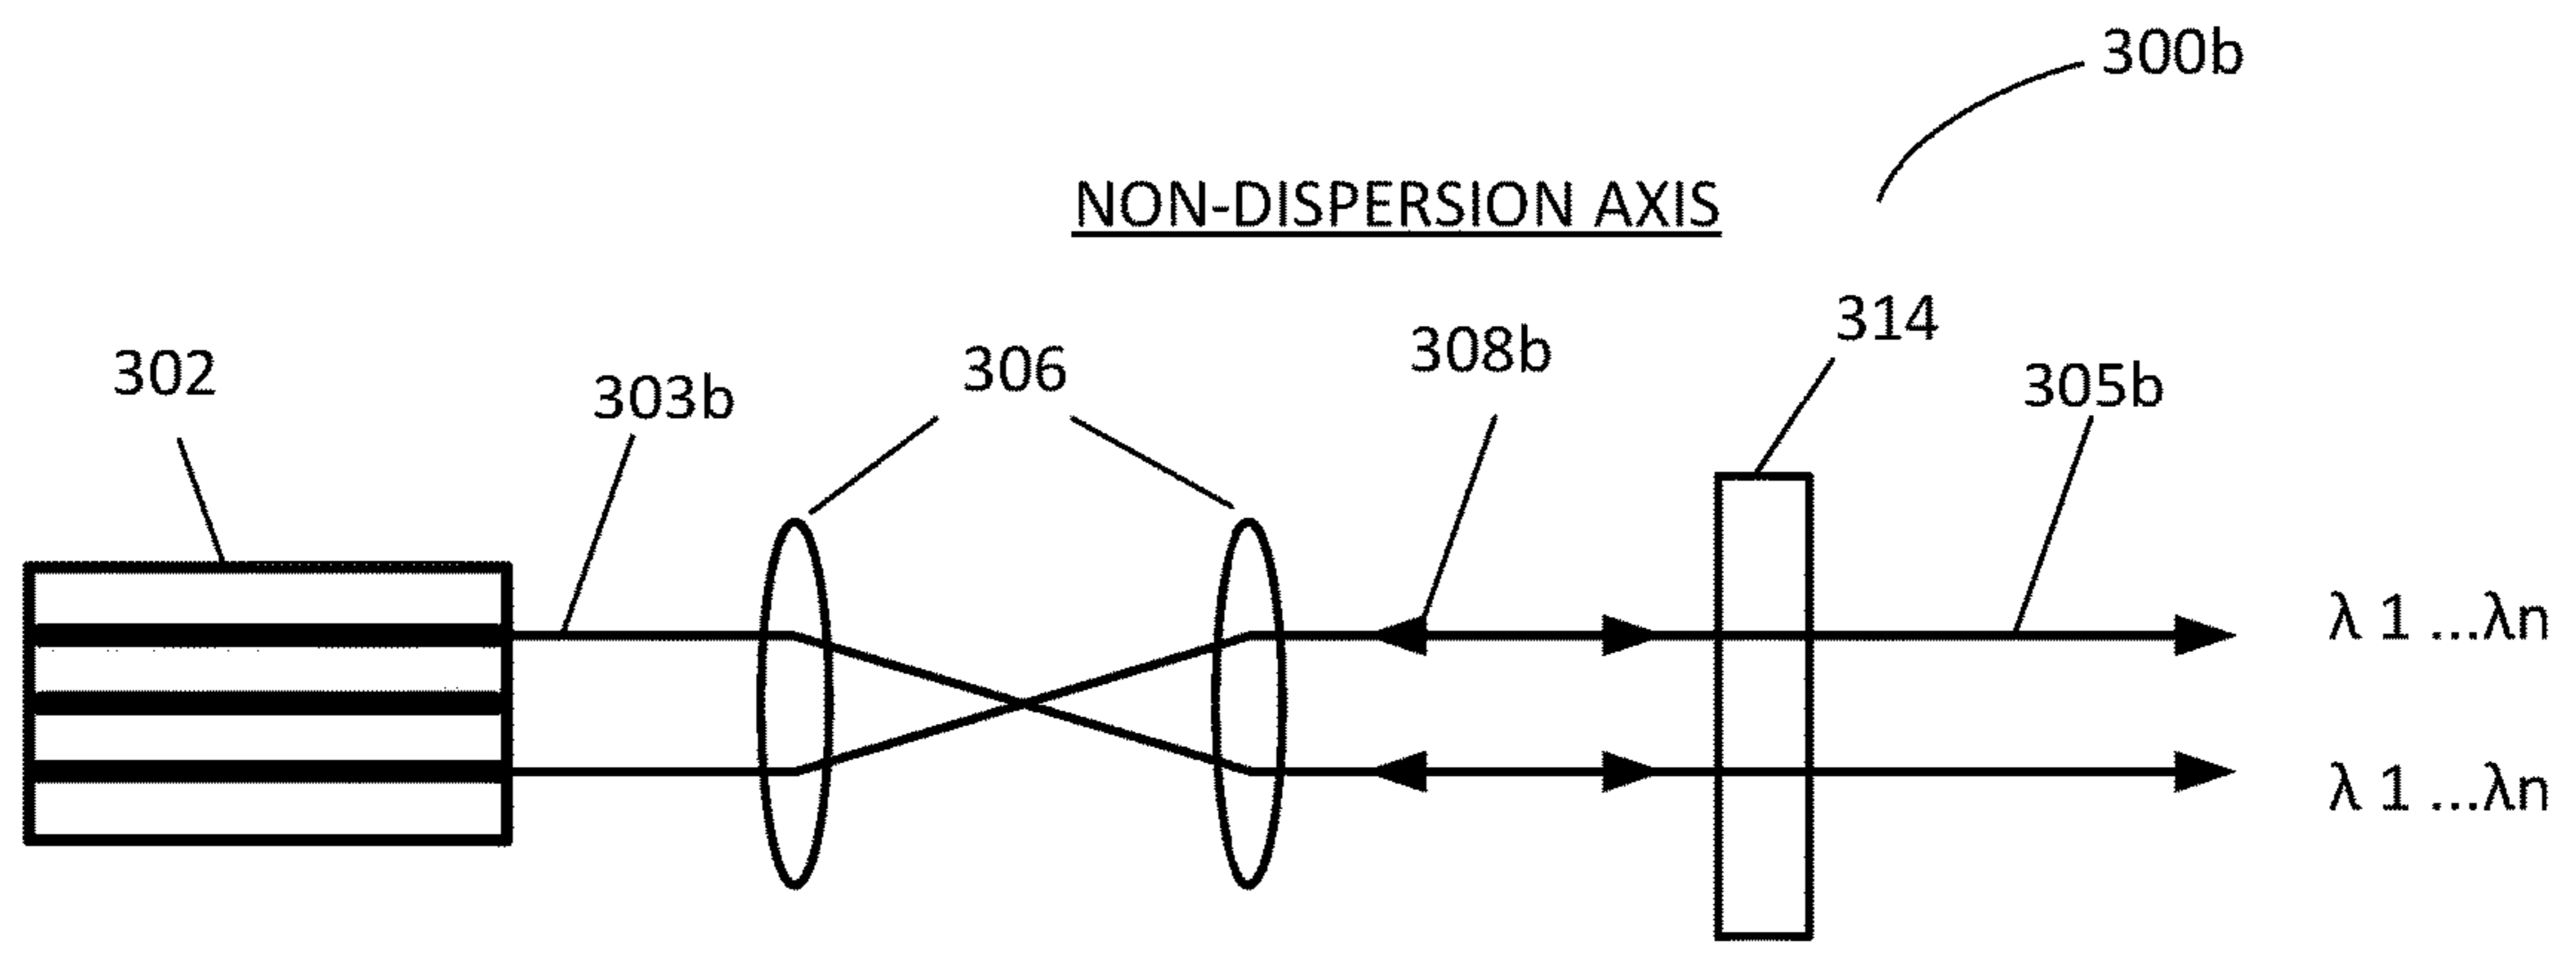 300b
NON-DISPERSION AXIS
314
308b
302
306
303b
305b
λ 1 ...λn
λ 1 ...λn